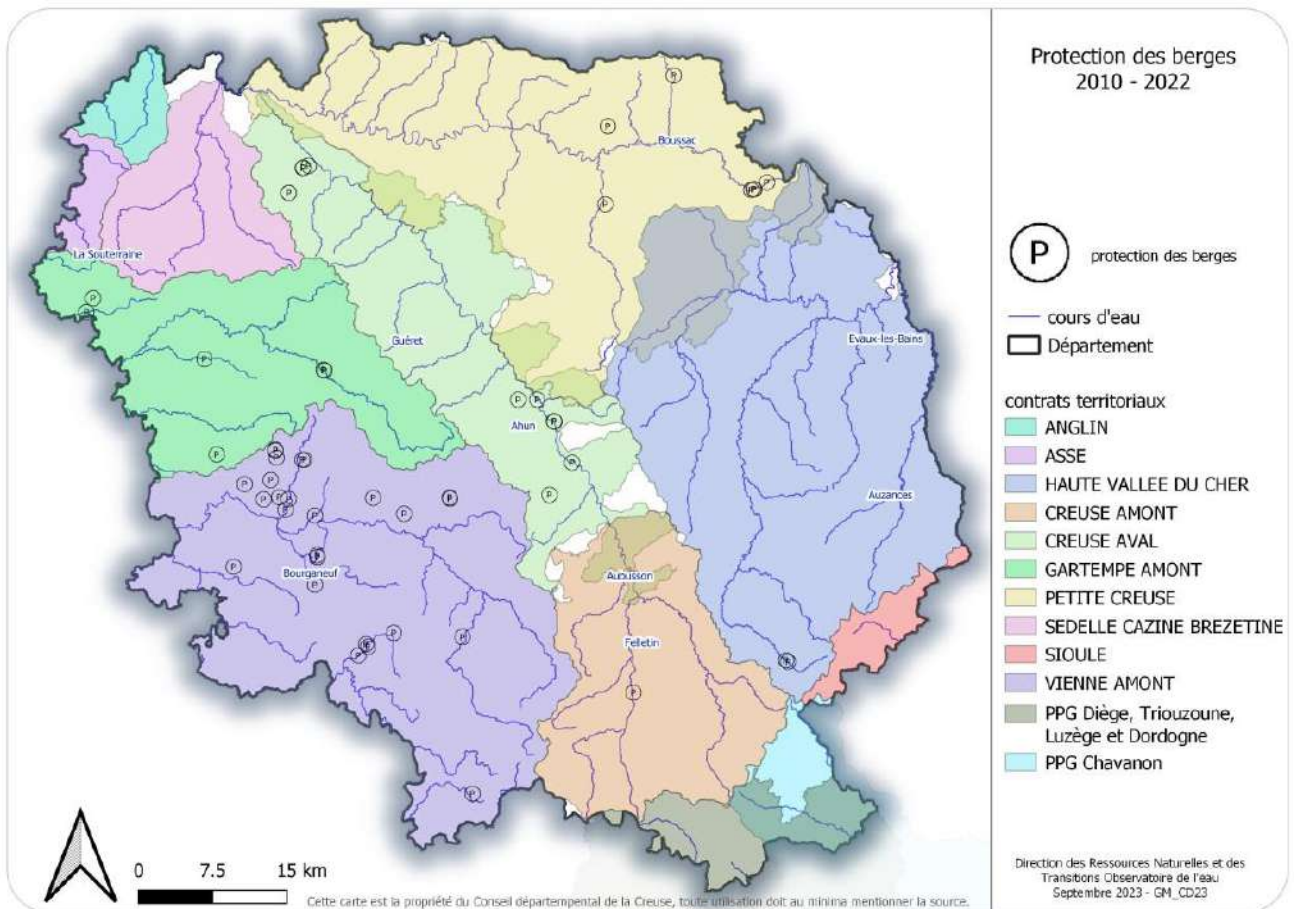 Protection des berges
2010 - 2022
P
protection des berges
cours d'eau
Département
contrats territoriaux
ANGLIN
ASSE
HAUTE VALLEE DU CHER
CREUSE AMONT
CREUSE AVAL
GARTEMPE AMONT
PETITE CREUSE
SEDELLE CAZINE BREZETINE
SIOULE
VIENNE AMONT
PPG Diège, Triouzoune,
Luzège et Dordogne
PPG Chavanon
Direction des Ressources Naturelles et des
Transitions Observatoire de l'eau
Septembre 2023 - GM_CD23
Boussac
La Souterraine
Guéret
Evaux-les-Bains
Ahun
Auzances
Aubusson
Bourganeuf
Felletin
0 7.5 15 km
Cette carte est la propriété du Conseil départempental de la Creuse, toute utilisation doit au minima mentionner la source.